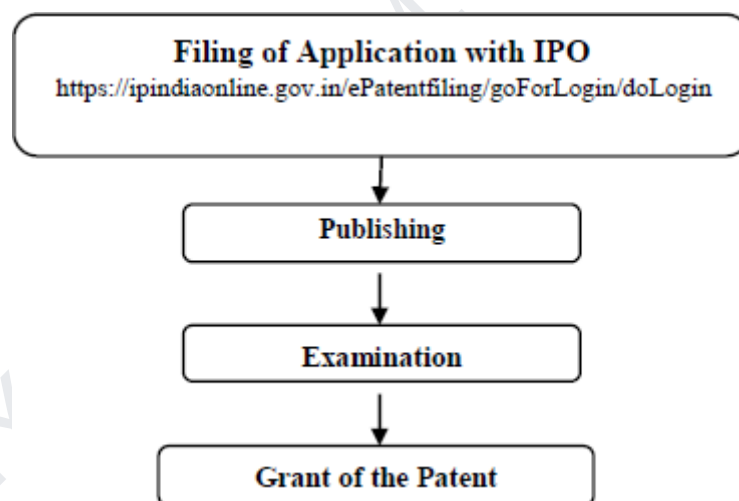 Filing of Application with IPO
https://ipindiaonline.gov.in/ePatentfiling/goForLogin/doLogin
Publishing
Examination
Grant of the Patent